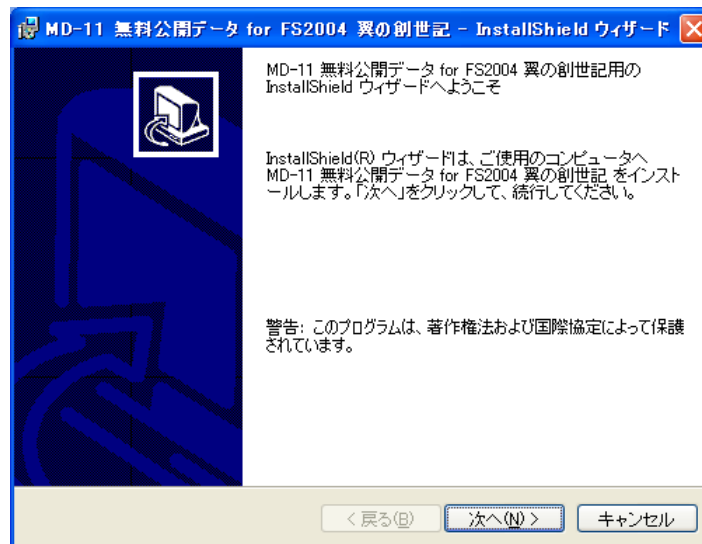 MD-11 無料公開データ for FS2004 翼の創世記 - InstallShield ウィザード
MD-11 無料公開データ for FS2004 翼の創世記用の
InstallShield ウィザードへようこそ
InstallShield(R) ウィザードは、ご使用のコンピュータへ
MD-11 無料公開データ for FS2004 翼の創世記 をインスト
ールします。「次へ」をクリックして、続行してください。
警告: このプログラムは、著作権法および国際協定によって保護
されています。
< 戻る(B)
次へ(N) >
キャンセル